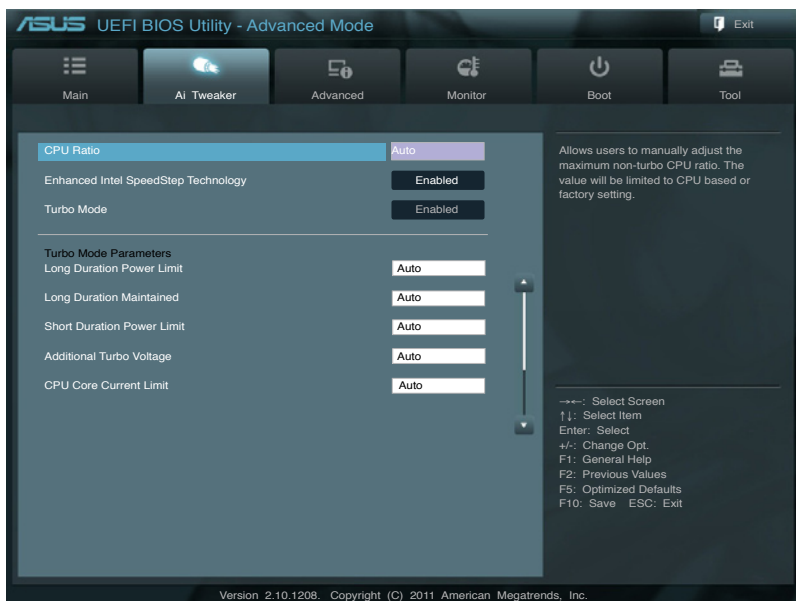 ASUS UEFI BIOS Utility - Advanced Mode
Exit
Main
Ai Tweaker
Advanced
Monitor
Boot
Tool
CPU Ratio Auto
Enhanced Intel SpeedStep Technology Enabled
Turbo Mode Enabled
Turbo Mode Parameters
Long Duration Power Limit Auto
Long Duration Maintained Auto
Short Duration Power Limit Auto
Additional Turbo Voltage Auto
CPU Core Current Limit Auto
Allows users to manually adjust the
maximum non-turbo CPU ratio. The
value will be limited to CPU based or
factory setting.
→←: Select Screen
↑↓: Select Item
Enter: Select
+/-: Change Opt.
F1: General Help
F2: Previous Values
F5: Optimized Defaults
F10: Save ESC: Exit
Version 2.10.1208. Copyright (C) 2011 American Megatrends, Inc.